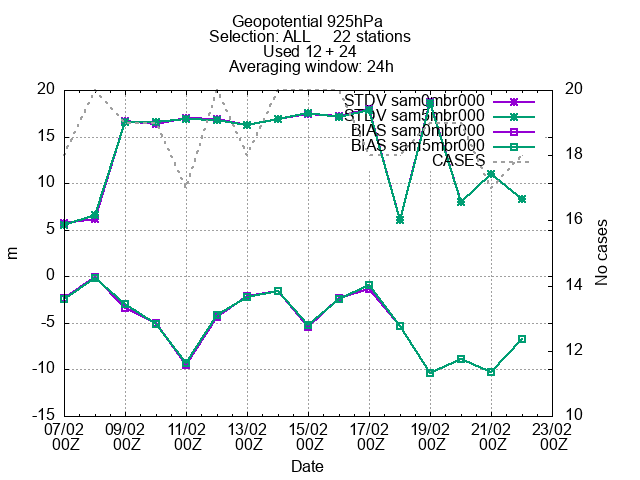 Geopotential 925hPa
Selection: ALL 22 stations
Used 12 + 24
Averaging window: 24h
STDV sam0mbr000
STDV sam5mbr000
BIAS sam0mbr000
BIAS sam5mbr000
CASES
20
15
10
5
0
-5
-10
-15
m
20
18
16
14
12
10
No cases
07/02 09/02 11/02 13/02 15/02 17/02 19/02 21/02 23/02
00Z 00Z 00Z 00Z 00Z 00Z 00Z 00Z 00Z
Date